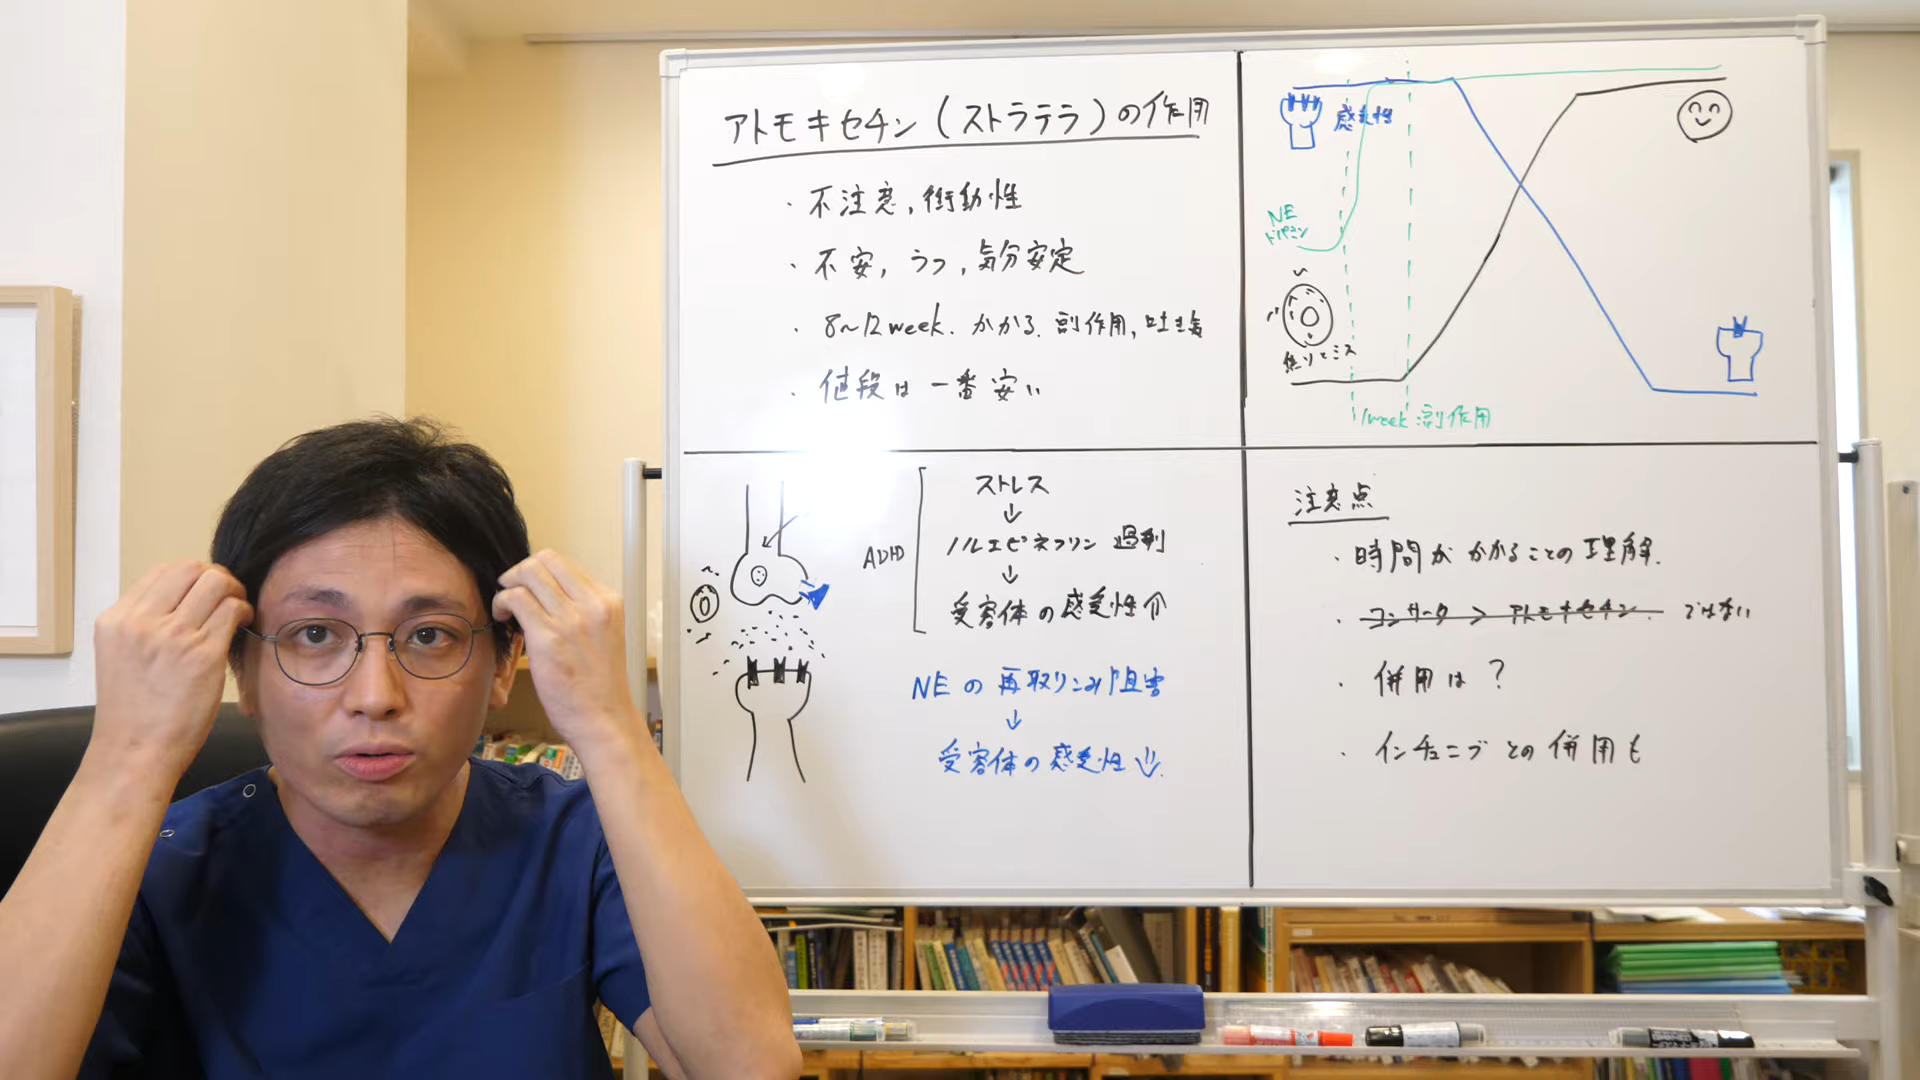 アトモキセチン(ストラテラ)の作用
・不注意,衝動性
・不安,うつ,気分安定
・8〜12week.かかる.副作用,吐き気
・値段は一番安い
感受性
NE
ドパミン
焦りとミス
1week:副作用
ADHD
ストレス
↓
ノルエピネフリン過剰
↓
受容体の感受性↑
NEの再取りこみ阻害
↓
受容体の感受性↓
注意点
・時間がかかることの理解.
・コンサータ>アトモキセチン.ではない
・併用は?
・インチュニブとの併用も